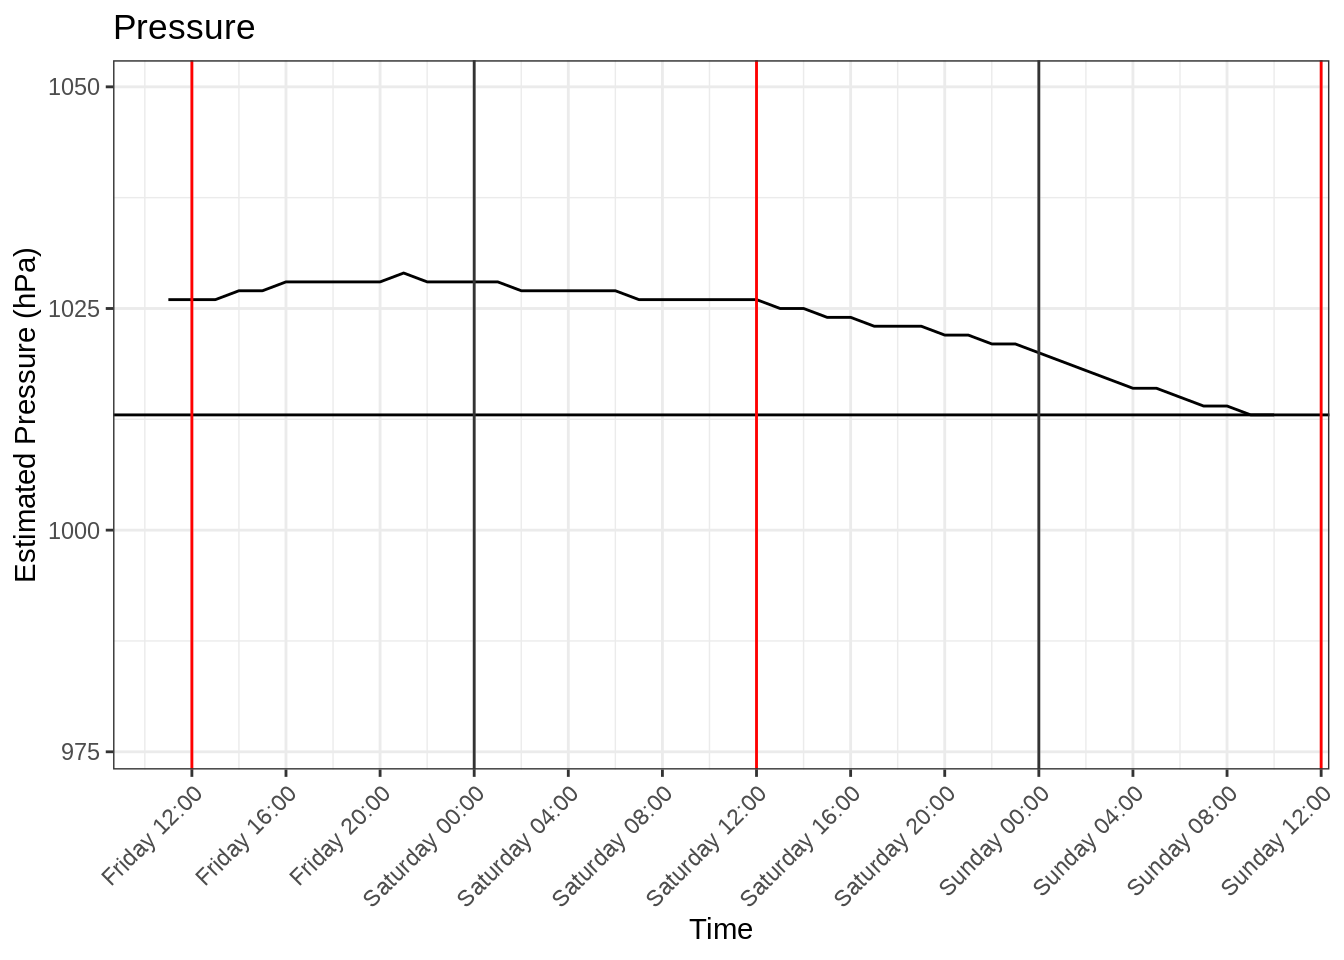 Pressure
Estimated Pressure (hPa)
1050
1025
1000
975
Friday 12:00
Friday 16:00
Friday 20:00
Saturday 00:00
Saturday 04:00
Saturday 08:00
Saturday 12:00
Saturday 16:00
Saturday 20:00
Sunday 00:00
Sunday 04:00
Sunday 08:00
Sunday 12:00
Time